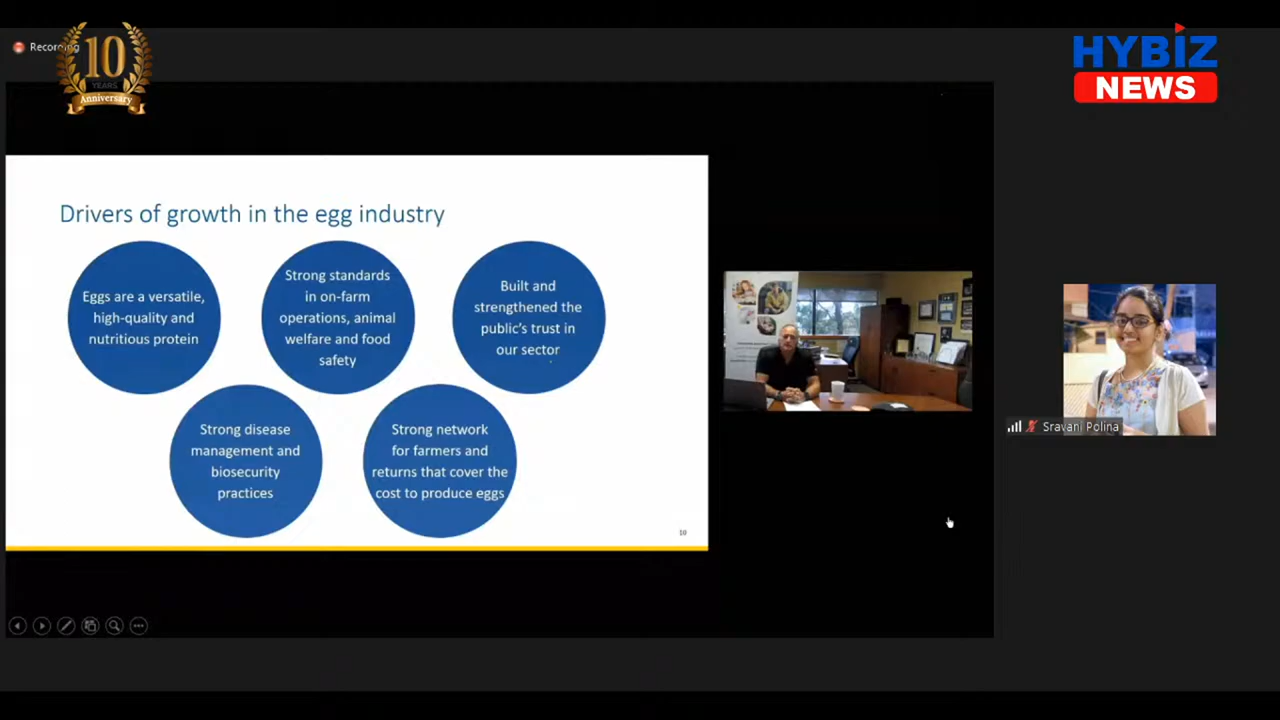 Recording
10
YEARS
Anniversary
HYBIZ
NEWS
Drivers of growth in the egg industry
Eggs are a versatile,
high-quality and
nutritious protein
Strong standards
in on-farm
operations, animal
welfare and food
safety
Built and
strengthened the
public's trust in
our sector
Strong disease
management and
biosecurity
practices
Strong network
for farmers and
returns that cover the
cost to produce eggs
10
Sravani Polina